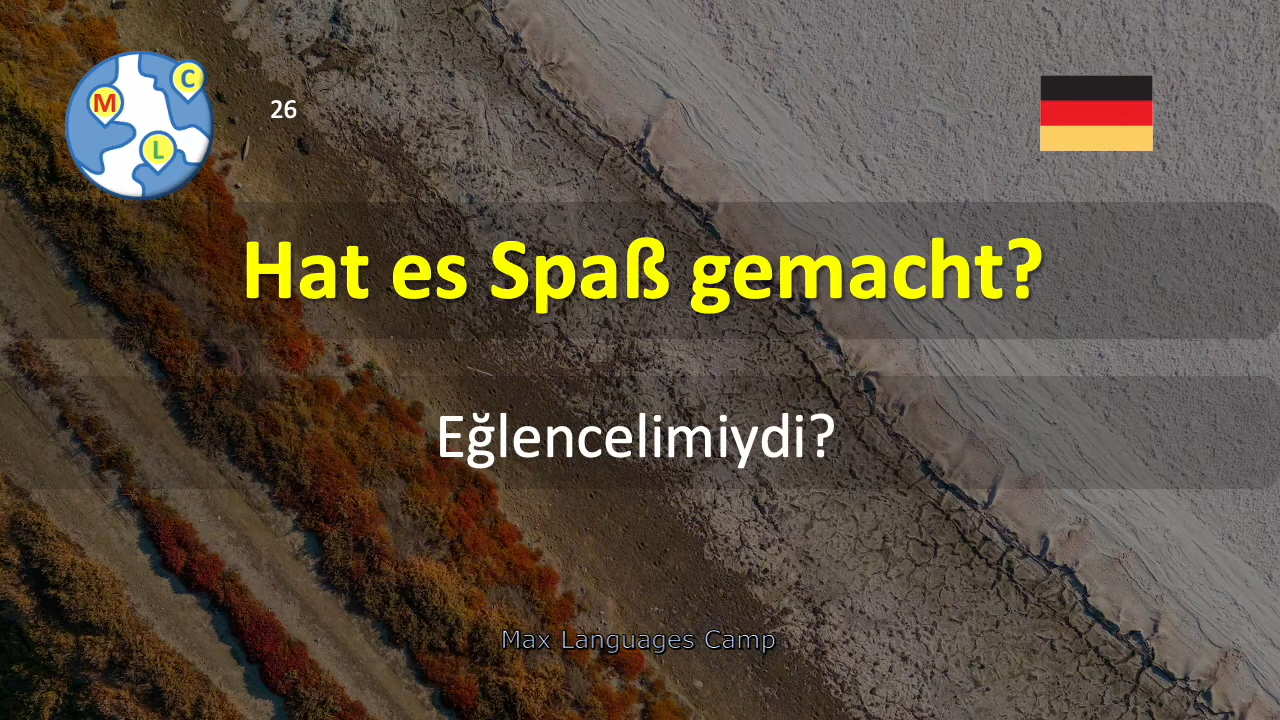 C
M
L
26
Hat es Spaß gemacht?
Eğlencelimiydi?
Max Languages Camp